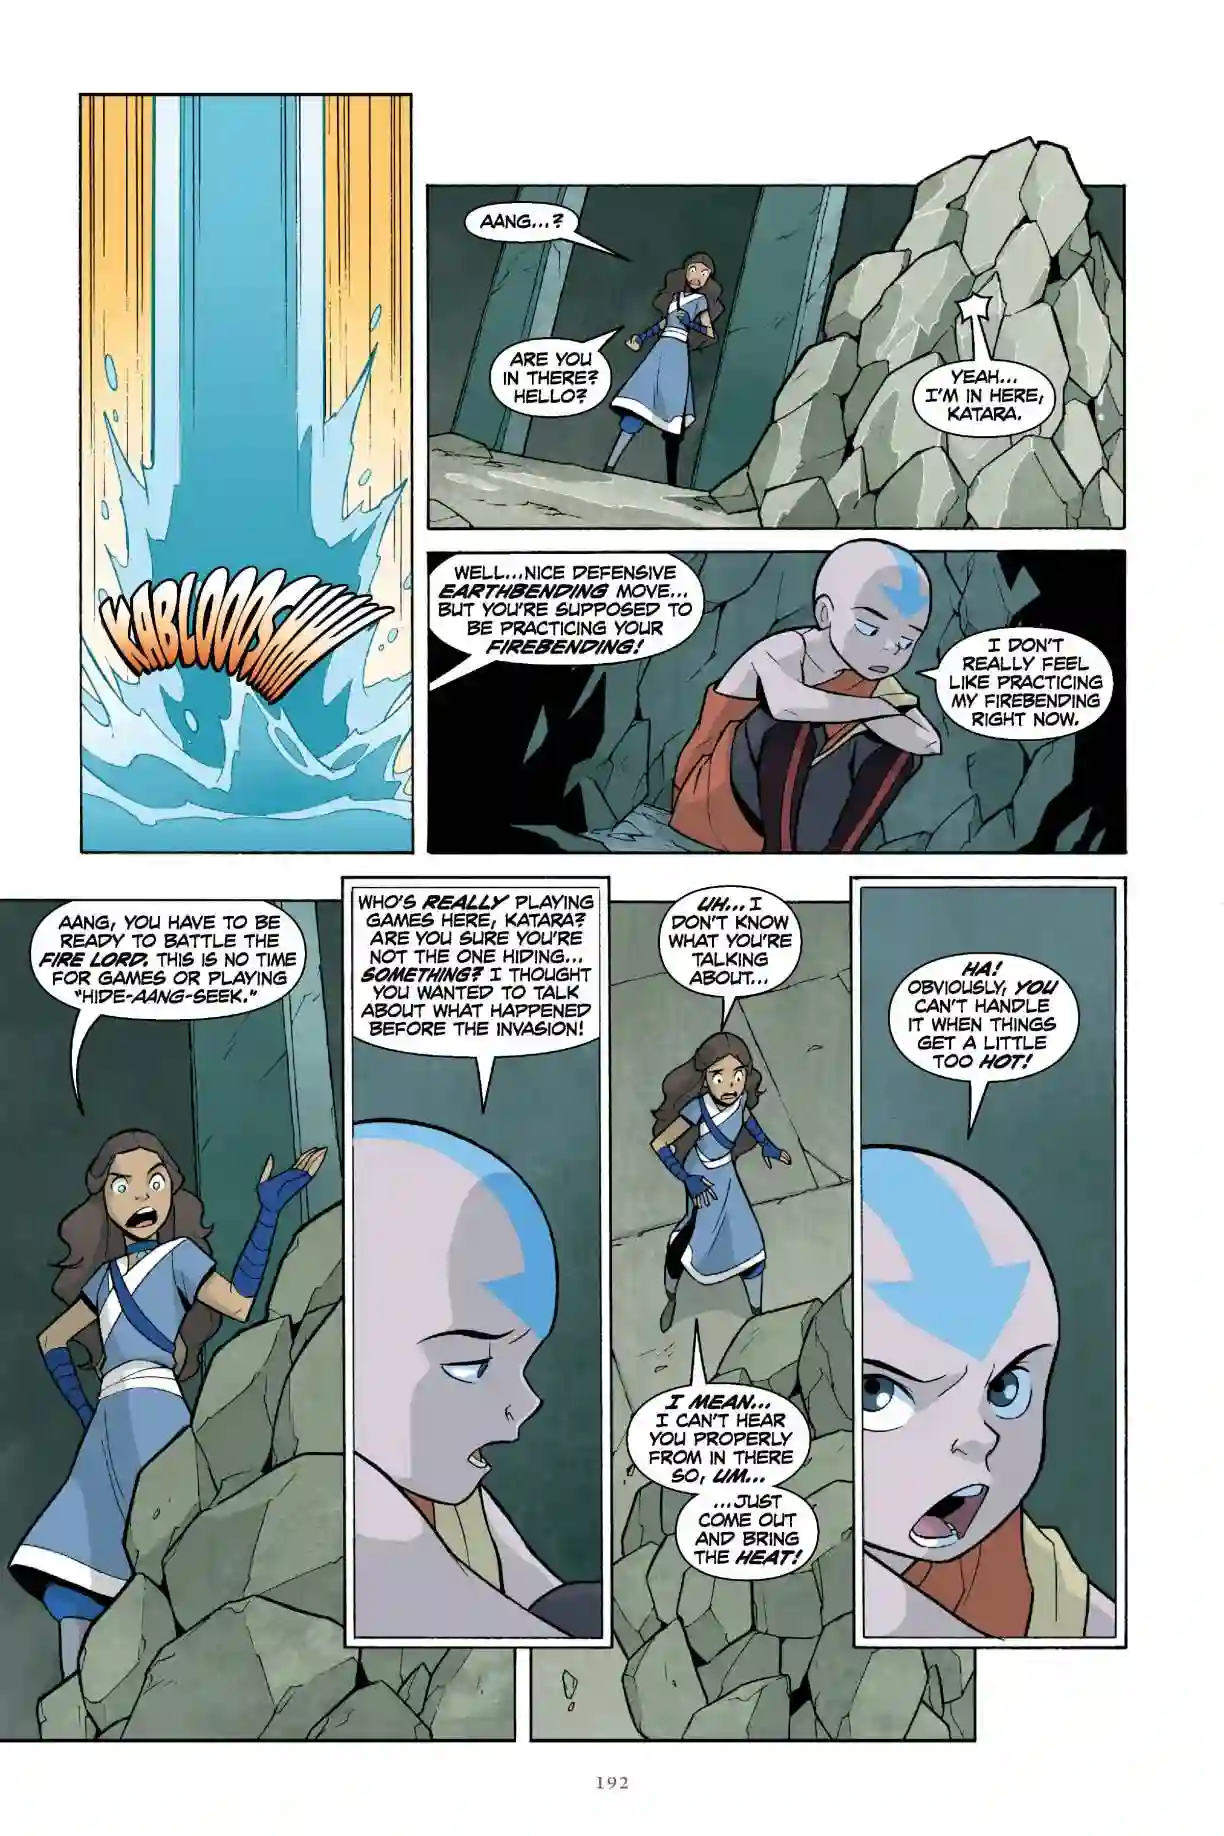 KABLOOOSHHHH
AANG...?
ARE YOU
IN THERE?
HELLO?
YEAH...
I'M IN HERE,
KATARA.
WELL...NICE DEFENSIVE
EARTHBENDING MOVE...
BUT YOU'RE SUPPOSED TO
BE PRACTICING YOUR
FIREBENDING!
I DON'T
REALLY FEEL
LIKE PRACTICING
MY FIREBENDING
RIGHT NOW.
AANG, YOU HAVE TO BE
READY TO BATTLE THE
FIRE LORD. THIS IS NO TIME
FOR GAMES OR PLAYING
"HIDE-AANG-SEEK."
WHO'S REALLY PLAYING
GAMES HERE, KATARA?
ARE YOU SURE YOU'RE
NOT THE ONE HIDING...
SOMETHING? I THOUGHT
YOU WANTED TO TALK
ABOUT WHAT HAPPENED
BEFORE THE INVASION!
UH...I
DON'T KNOW
WHAT YOU'RE
TALKING
ABOUT...
I MEAN...
I CAN'T HEAR
YOU PROPERLY
FROM IN THERE
SO, UM...
...JUST
COME OUT
AND BRING
THE HEAT!
HA!
OBVIOUSLY, YOU
CAN'T HANDLE
IT WHEN THINGS
GET A LITTLE
TOO HOT!
192